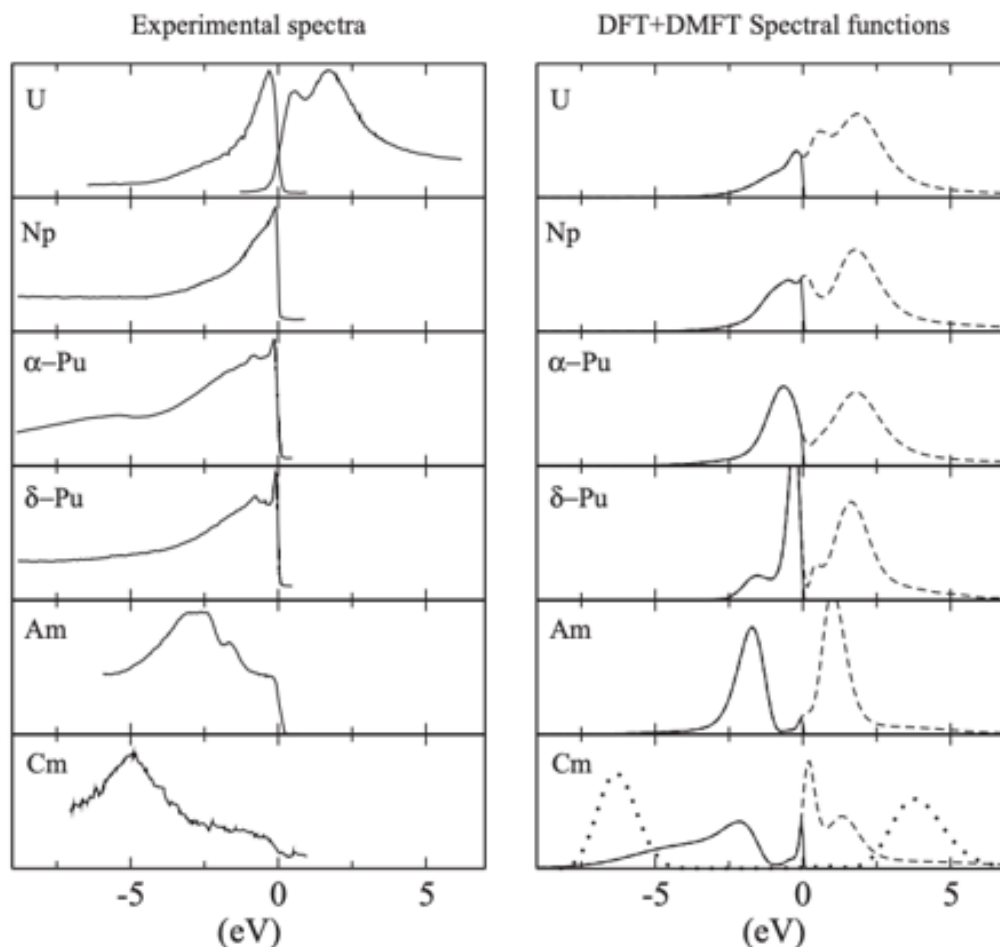 Experimental spectra
DFT+DMFT Spectral functions
U
Np
α–Pu
δ–Pu
Am
Cm
-5 0 5
(eV)
U
Np
α–Pu
δ–Pu
Am
Cm
-5 0 5
(eV)